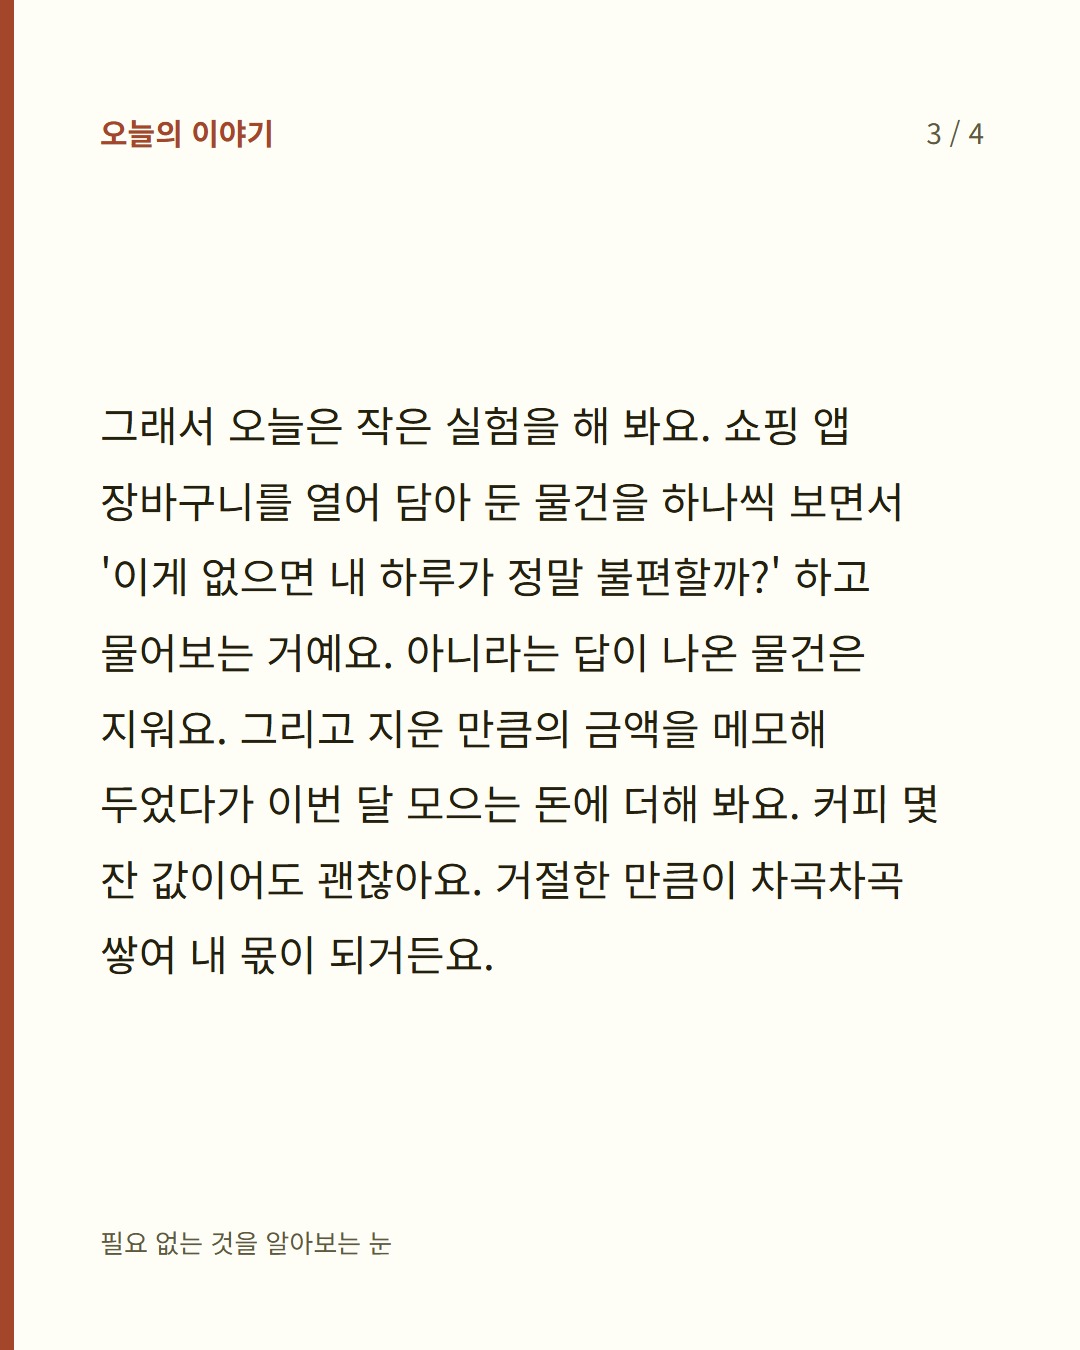 오늘의 이야기
3 / 4
그래서 오늘은 작은 실험을 해 봐요. 쇼핑 앱
장바구니를 열어 담아 둔 물건을 하나씩 보면서
'이게 없으면 내 하루가 정말 불편할까?' 하고
물어보는 거예요. 아니라는 답이 나온 물건은
지워요. 그리고 지운 만큼의 금액을 메모해
두었다가 이번 달 모으는 돈에 더해 봐요. 커피 몇
잔 값이어도 괜찮아요. 거절한 만큼이 차곡차곡
쌓여 내 몫이 되거든요.
필요 없는 것을 알아보는 눈